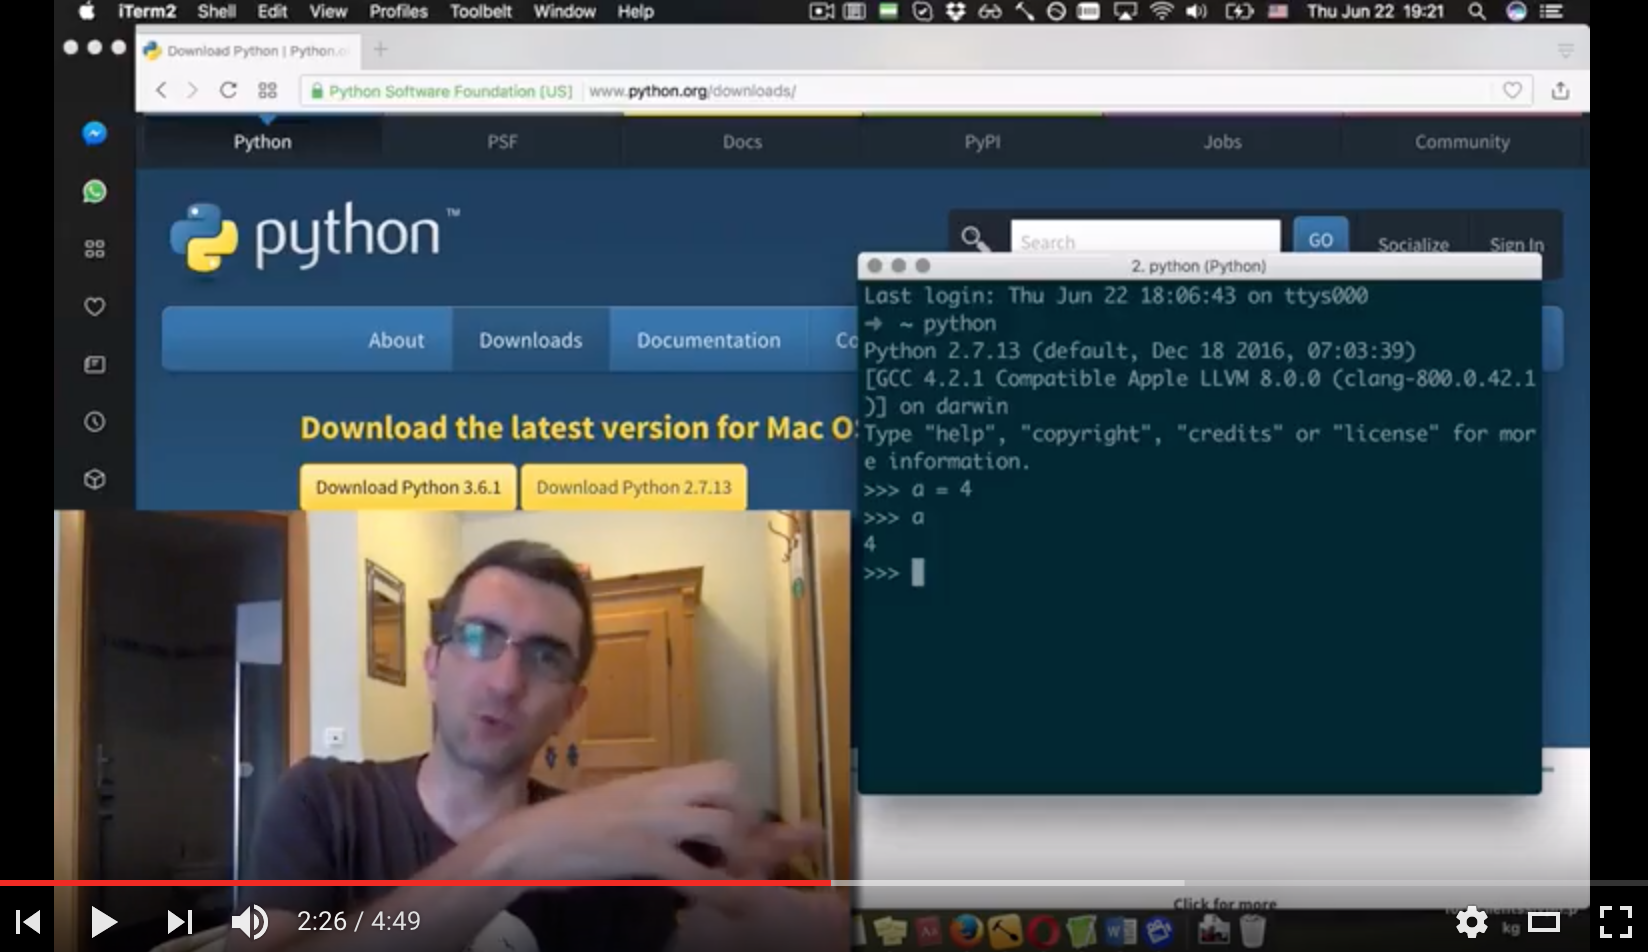 iTerm2 Shell Edit View Profiles Toolbelt Window Help Thu Jun 22 19:21
Download Python | Python.o
Python Software Foundation [US] www.python.org/downloads/
Python PSF Docs PyPI Jobs Community
python™
Search GO Socialize Sign In
About Downloads Documentation Co
Download the latest version for Mac O
Download Python 3.6.1 Download Python 2.7.13
2. python (Python)
Last login: Thu Jun 22 18:06:43 on ttys000
➜ ~ python
Python 2.7.13 (default, Dec 18 2016, 07:03:39)
[GCC 4.2.1 Compatible Apple LLVM 8.0.0 (clang-800.0.42.1
)] on darwin
Type "help", "copyright", "credits" or "license" for mor
e information.
>>> a = 4
>>> a
4
>>>
Click for more
kg
2:26 / 4:49